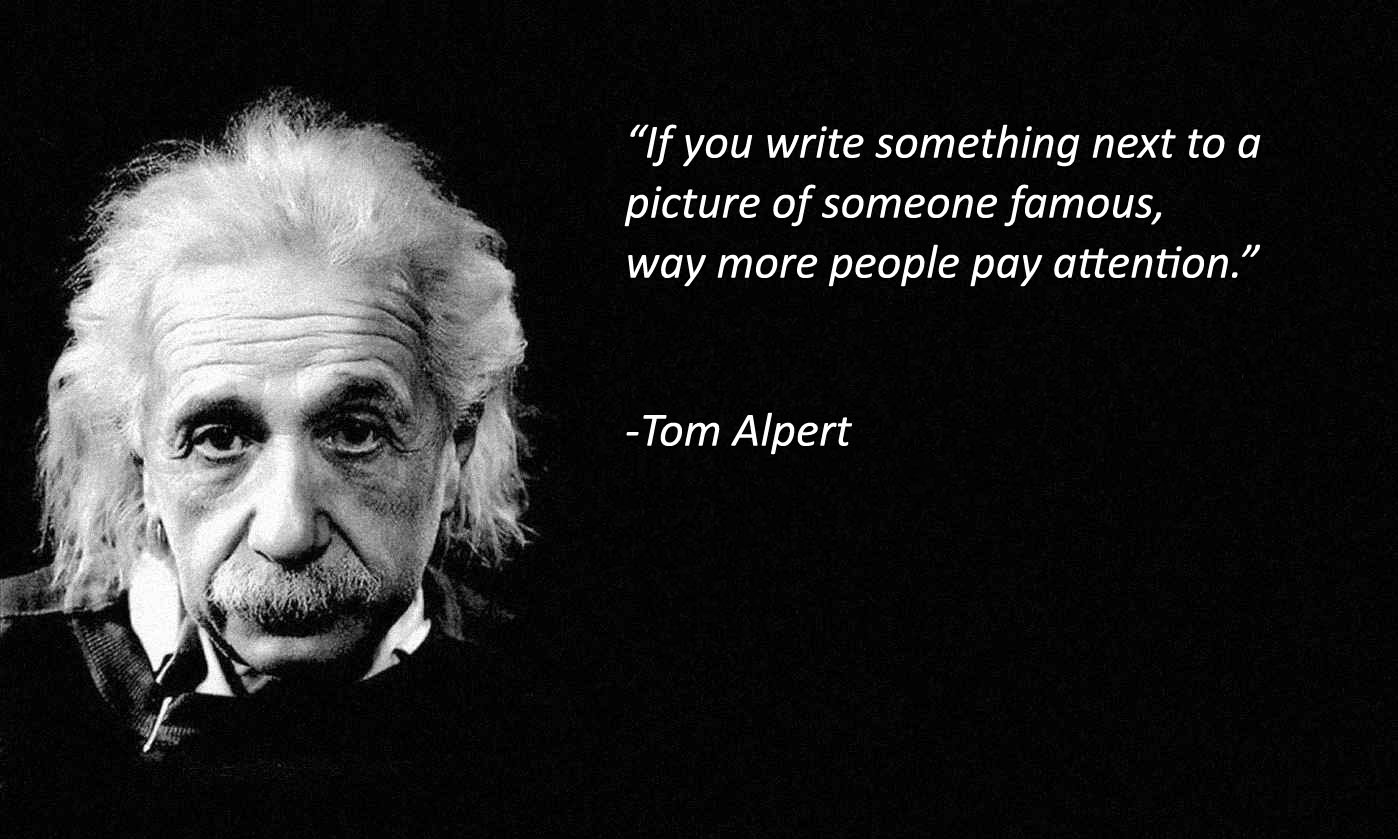 “If you write something next to a
picture of someone famous,
way more people pay attention.”
-Tom Alpert